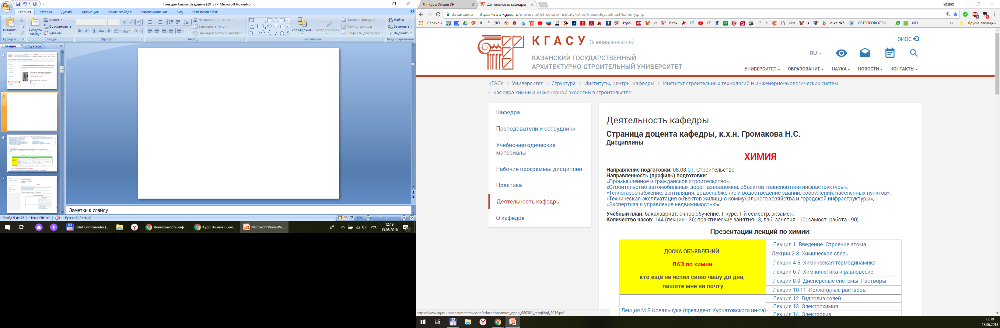 1 лекция Химия Введение (2017) - Microsoft PowerPoint
Главная Вставка Дизайн Анимация Показ слайдов Рецензирование Вид Foxit Reader PDF
Вставить
Буфер о...
Создать слайд
Макет
Восстановить
Удалить
Слайды
Ж К Ч abc S AV Aa A
Шрифт
Направление текста
Выровнять текст
Преобразовать в SmartArt
Абзац
Упорядочить Экспресс-стили
Заливка фигуры
Контур фигуры
Эффекты для фигур
Рисование
Найти
Заменить
Выделить
Редактирование
Слайды Структура
4
Кафедра химии и инженерной экологии в строительстве
Строганов Виктор Федорович
5
6
7
Заметки к слайду
Слайд 5 из 42 "Тема Office" Русский (Россия) 69%
Total Commander (... Деятельность каф... Курс: Химия - Goo... Microsoft PowerPo... РУС 12:19
13.06.2018 1
Курс: Химия УН Деятельность кафедры Nikolai
Защищено https://www.kgasu.ru/universitet/structure/instituty/isties/khies/deyatelnost-kafedry.php
Сервисы Я ДО kgasu кх bitrix КП YT е. dist я п-ка №6 OSTEOPOROZ.RU - 003 » Другие закладки
КГАСУ Официальный сайт
КАЗАНСКИЙ ГОСУДАРСТВЕННЫЙ
АРХИТЕКТУРНО-СТРОИТЕЛЬНЫЙ УНИВЕРСИТЕТ
ЭИОС
RU
УНИВЕРСИТЕТ ОБРАЗОВАНИЕ НАУКА НОВОСТИ КОНТАКТЫ
КГАСУ > Университет > Структура > Институты, центры, кафедры > Институт строительных технологий и инженерно-экологических систем
> Кафедра химии и инженерной экологии в строительстве
Кафедра
Преподаватели и сотрудники
Учебно-методические
материалы
Рабочие программы дисциплин
Практика
Деятельность кафедры
О кафедре
Деятельность кафедры
Страница доцента кафедры, к.х.н. Громакова Н.С.
Дисциплины
ХИМИЯ
Направление подготовки: 08.03.01. Строительство
Направленность (профиль) подготовки:
«Промышленное и гражданское строительство»,
«Строительство автомобильных дорог, аэродромов, объектов транспортной инфраструктуры»,
«Теплогазоснабжение, вентиляция, водоснабжение и водоотведение зданий, сооружений, населённых пунктов»,
«Техническая эксплуатация объектов жилищно-коммунального хозяйства и городской инфраструктуры»,
«Экспертиза и управление недвижимостью».
Учебный план: бакалавриат, очное обучение, 1 курс, 1-й семестр, экзамен.
Количество часов: 144 (лекции - 36; практические занятия - 8, лаб. занятия - 10; самост. работа - 90).
Презентации лекций по химии:
ДОСКА ОБЪЯВЛЕНИЙ
ЛАЗ по химии
кто ещё не испил свою чашу до дна,
пишите мне на почту
Лекция М.В.Ковальчука (президент Курчатовского ин-та)
Лекция 1. Введение. Строение атома
Лекции 2-3. Химическая связь
Лекции 4-5. Химическая термодинамика
Лекции 6-7. Хим.кинетика и равновесие
Лекции 8-9. Дисперсные системы. Растворы
Лекции 10-11. Коллоидные растворы
Лекция 12. Гидролиз солей
Лекция 13. Электрохимия
Лекция 14. Электролиз
https://www.kgasu.ru/document/sveden/education/annot_opop_080301_teogkhgi_2016.pdf
12:19
13.06.2018